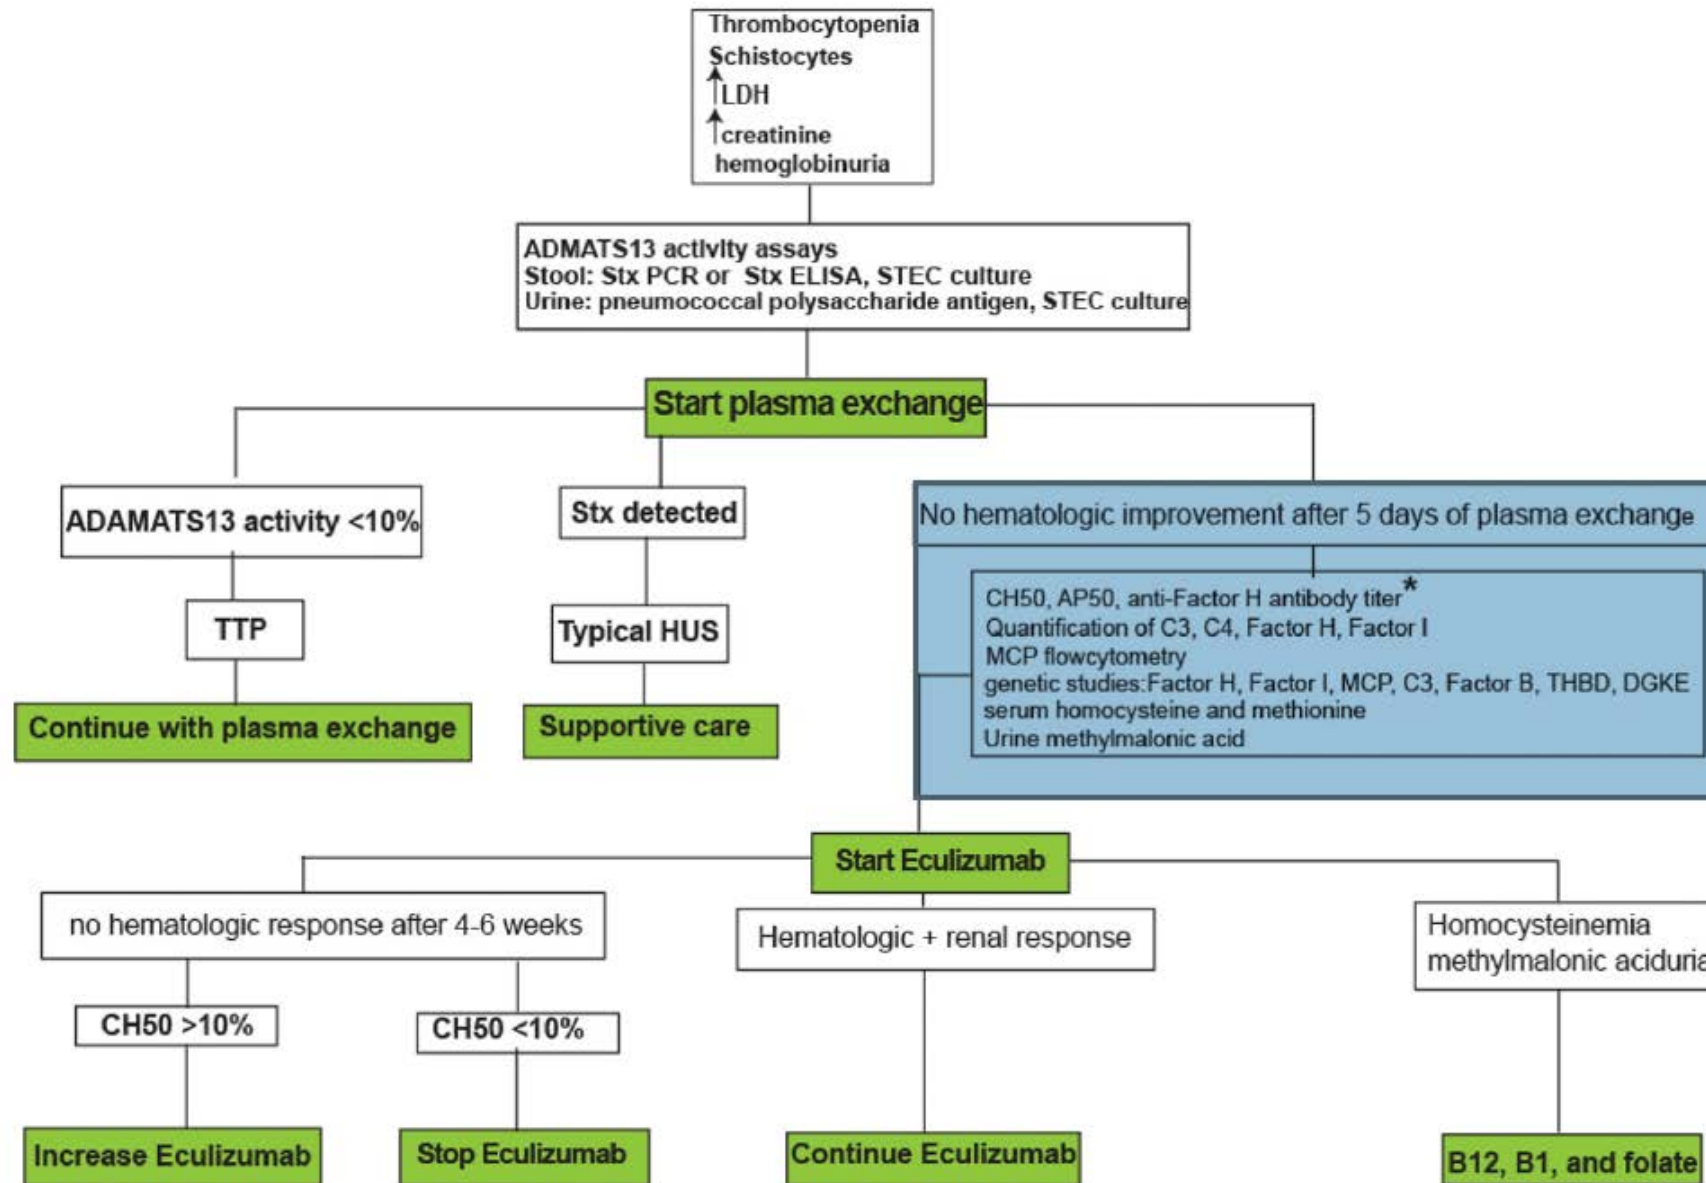 Thrombocytopenia
Schistocytes
LDH
creatinine
hemoglobinuria
ADMATS13 activity assays
Stool: Stx PCR or Stx ELISA, STEC culture
Urine: pneumococcal polysaccharide antigen, STEC culture
Start plasma exchange
ADAMATS13 activity <10%
Stx detected
No hematologic improvement after 5 days of plasma exchange
TTP
Typical HUS
CH50, AP50, anti-Factor H antibody titer*
Quantification of C3, C4, Factor H, Factor I
MCP flowcytometry
genetic studies:Factor H, Factor I, MCP, C3, Factor B, THBD, DGKE
serum homocysteine and methionine
Urine methylmalonic acid
Continue with plasma exchange
Supportive care
Start Eculizumab
no hematologic response after 4-6 weeks
Hematologic + renal response
Homocysteinemia
methylmalonic aciduria
CH50 >10%
CH50 <10%
Increase Eculizumab
Stop Eculizumab
Continue Eculizumab
B12, B1, and folate